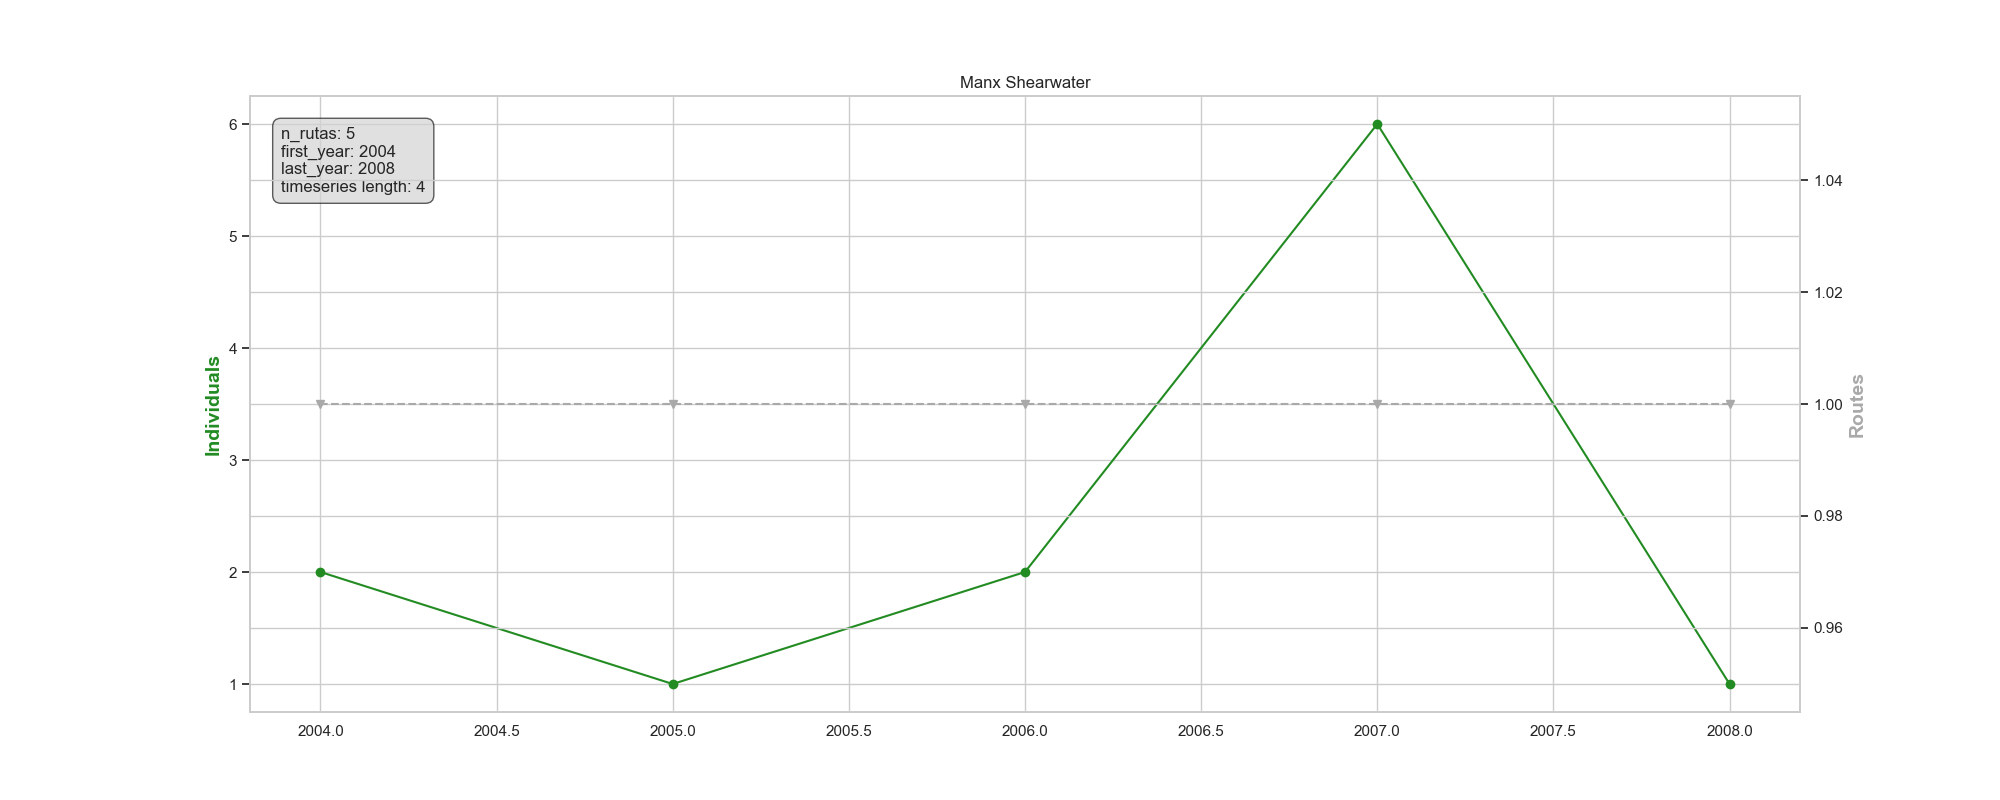 Manx Shearwater
n_rutas: 5
first_year: 2004
last_year: 2008
timeseries length: 4
6
5
4
3
2
1
Individuals
1.04
1.02
1.00
0.98
0.96
Routes
2004.0 2004.5 2005.0 2005.5 2006.0 2006.5 2007.0 2007.5 2008.0